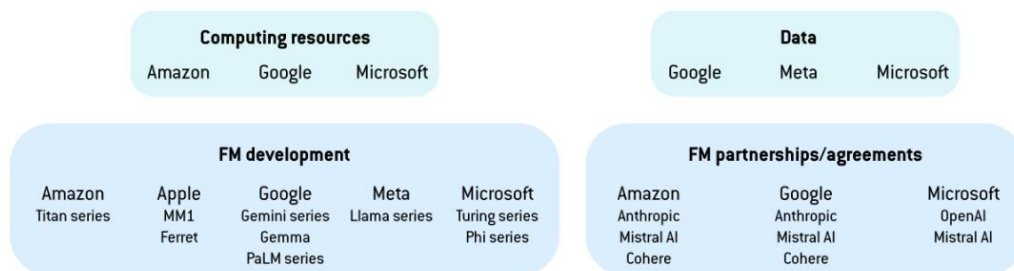 Computing resources
Amazon Google Microsoft
Data
Google Meta Microsoft
FM development
Amazon Apple Google Meta Microsoft
Titan series MM1 Gemini series Llama series Turing series
Ferret Gemma Phi series
PaLM series
FM partnerships/agreements
Amazon Google Microsoft
Anthropic Anthropic OpenAI
Mistral AI Mistral AI Mistral AI
Cohere Cohere